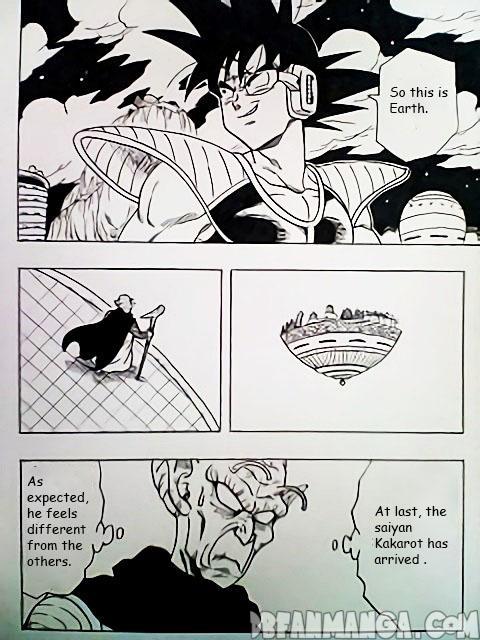 So this is
Earth.
At last, the
saiyan
Kakarot has
arrived .
As
expected,
he feels
different
from the
others.
DBFANMANGA.COM